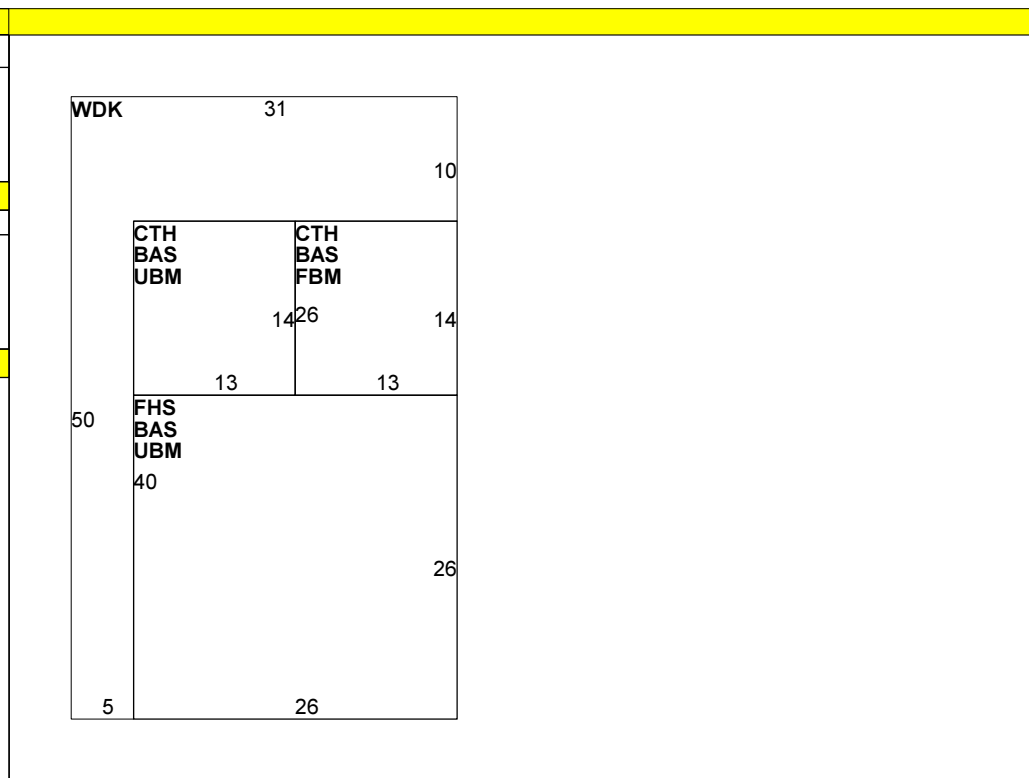 WDK 31
10
CTH CTH
BAS BAS
UBM FBM
14 26 14
13 13
FHS
50 BAS
UBM
40
26
5 26